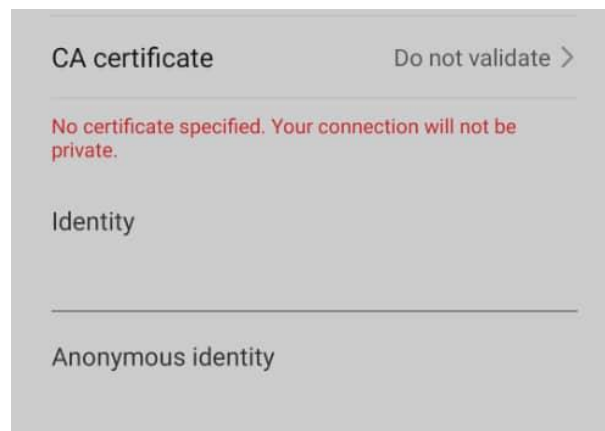 CA certificate Do not validate >
No certificate specified. Your connection will not be
private.
Identity
Anonymous identity